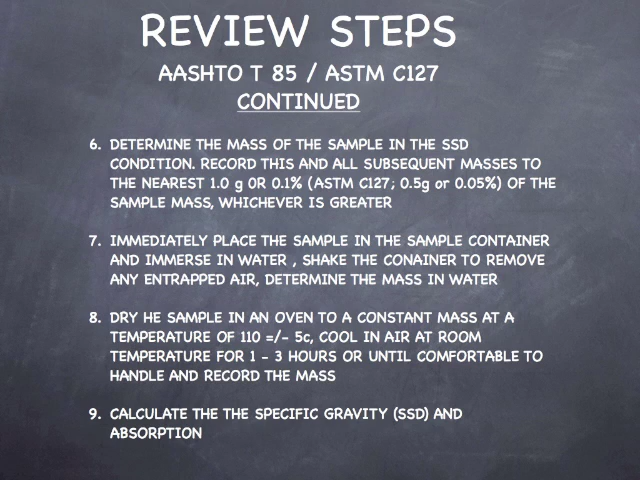 REVIEW STEPS
AASHTO T 85 / ASTM C127
CONTINUED
6. DETERMINE THE MASS OF THE SAMPLE IN THE SSD
CONDITION. RECORD THIS AND ALL SUBSEQUENT MASSES TO
THE NEAREST 1.0 g 0R 0.1% (ASTM C127; 0.5g or 0.05%) OF THE
SAMPLE MASS, WHICHEVER IS GREATER
7. IMMEDIATELY PLACE THE SAMPLE IN THE SAMPLE CONTAINER
AND IMMERSE IN WATER , SHAKE THE CONAINER TO REMOVE
ANY ENTRAPPED AIR, DETERMINE THE MASS IN WATER
8. DRY HE SAMPLE IN AN OVEN TO A CONSTANT MASS AT A
TEMPERATURE OF 110 =/- 5c, COOL IN AIR AT ROOM
TEMPERATURE FOR 1 - 3 HOURS OR UNTIL COMFORTABLE TO
HANDLE AND RECORD THE MASS
9. CALCULATE THE THE SPECIFIC GRAVITY (SSD) AND
ABSORPTION